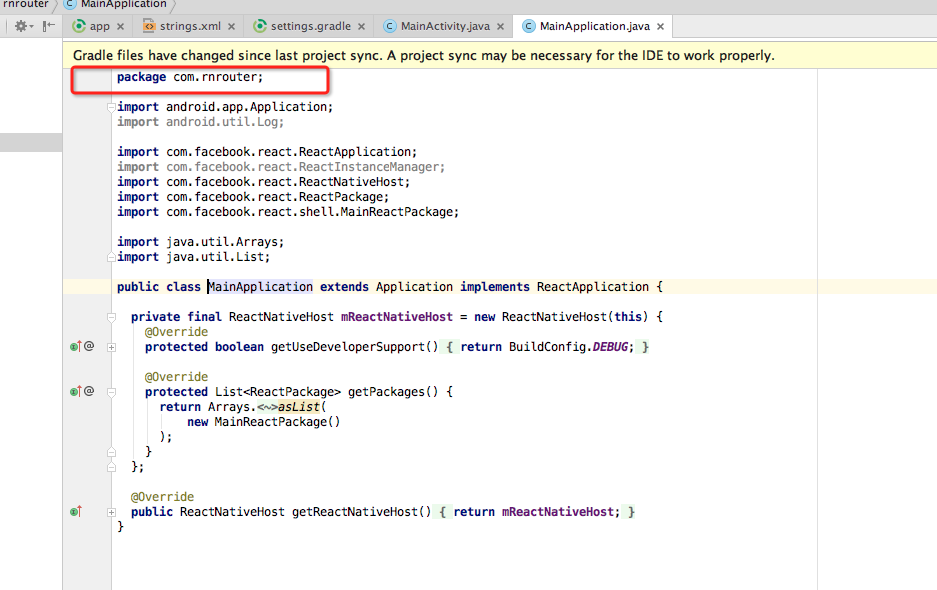 rnrouter MainApplication
app strings.xml settings.gradle MainActivity.java MainApplication.java
Gradle files have changed since last project sync. A project sync may be necessary for the IDE to work properly.
package com.rnrouter;
import android.app.Application;
import android.util.Log;
import com.facebook.react.ReactApplication;
import com.facebook.react.ReactInstanceManager;
import com.facebook.react.ReactNativeHost;
import com.facebook.react.ReactPackage;
import com.facebook.react.shell.MainReactPackage;
import java.util.Arrays;
import java.util.List;
public class MainApplication extends Application implements ReactApplication {
private final ReactNativeHost mReactNativeHost = new ReactNativeHost(this) {
@Override
protected boolean getUseDeveloperSupport() { return BuildConfig.DEBUG; }
@Override
protected List<ReactPackage> getPackages() {
return Arrays.<~>asList(
new MainReactPackage()
);
}
};
@Override
public ReactNativeHost getReactNativeHost() { return mReactNativeHost; }
}